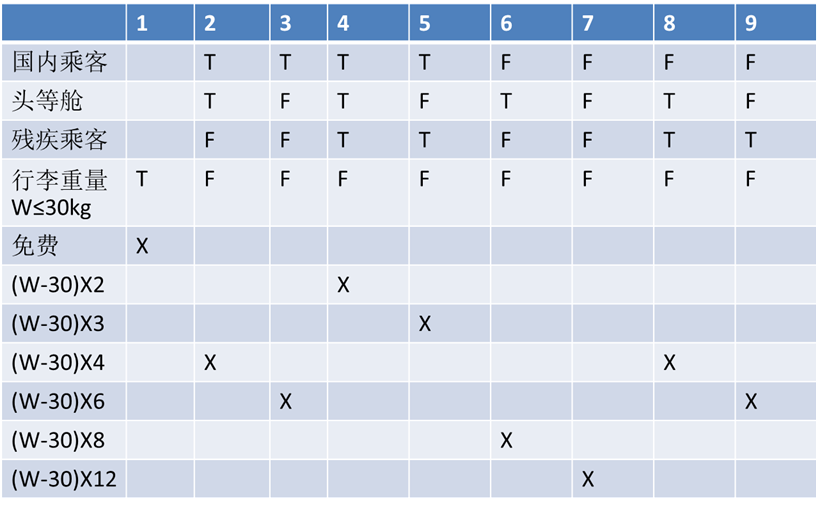 1 2 3 4 5 6 7 8 9
国内乘客 T T T T F F F F
头等舱 T F T F T F T F
残疾乘客 F F T T F F T T
行李重量 T F F F F F F F F
W≤30kg
免费 X
(W-30)X2 X
(W-30)X3 X
(W-30)X4 X X
(W-30)X6 X X
(W-30)X8 X
(W-30)X12 X